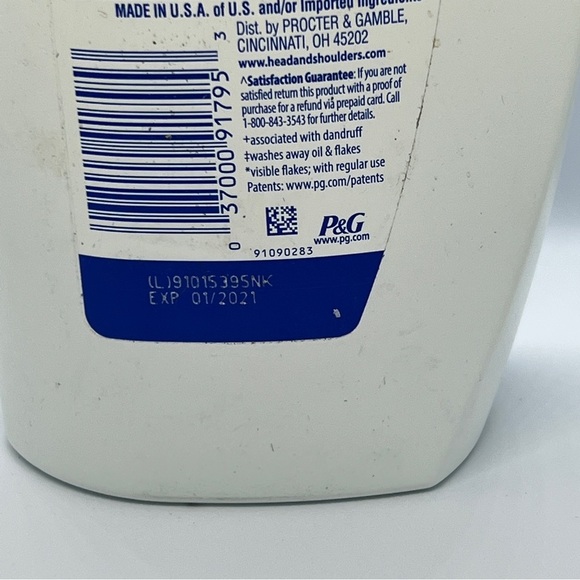 MADE IN U.S.A. of U.S. and/or Imported Ingredients
Dist. by PROCTER & GAMBLE,
CINCINNATI, OH 45202
www.headandshoulders.com
^Satisfaction Guarantee: If you are not
satisfied return this product with a proof of
purchase for a refund via prepaid card. Call
1-800-843-3543 for further details.
+associated with dandruff
‡washes away oil & flakes
*visible flakes; with regular use
Patents: www.pg.com/patents
P&G
www.pg.com
91090283
0 37000 91795 3
(L)91015395NK
EXP 01/2021